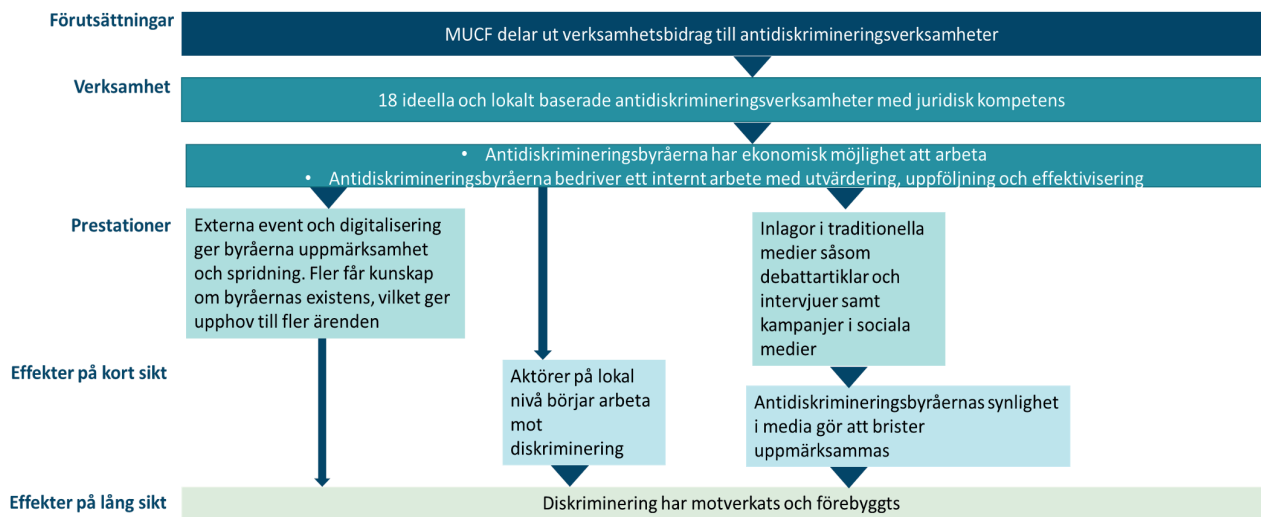 Förutsättningar
MUCF delar ut verksamhetsbidrag till antidiskrimineringsverksamheter
Verksamhet
18 ideella och lokalt baserade antidiskrimineringsverksamheter med juridisk kompetens
• Antidiskrimineringsbyråerna har ekonomisk möjlighet att arbeta
• Antidiskrimineringsbyråerna bedriver ett internt arbete med utvärdering, uppföljning och effektivisering
Prestationer
Externa event och digitalisering
ger byråerna uppmärksamhet
och spridning. Fler får kunskap
om byråernas existens, vilket ger
upphov till fler ärenden
Inlagor i traditionella
medier såsom
debattartiklar och
intervjuer samt
kampanjer i sociala
medier
Effekter på kort sikt
Aktörer på lokal
nivå börjar arbeta
mot
diskriminering
Antidiskrimineringsbyråernas synlighet
i media gör att brister
uppmärksammas
Effekter på lång sikt
Diskriminering har motverkats och förebyggts